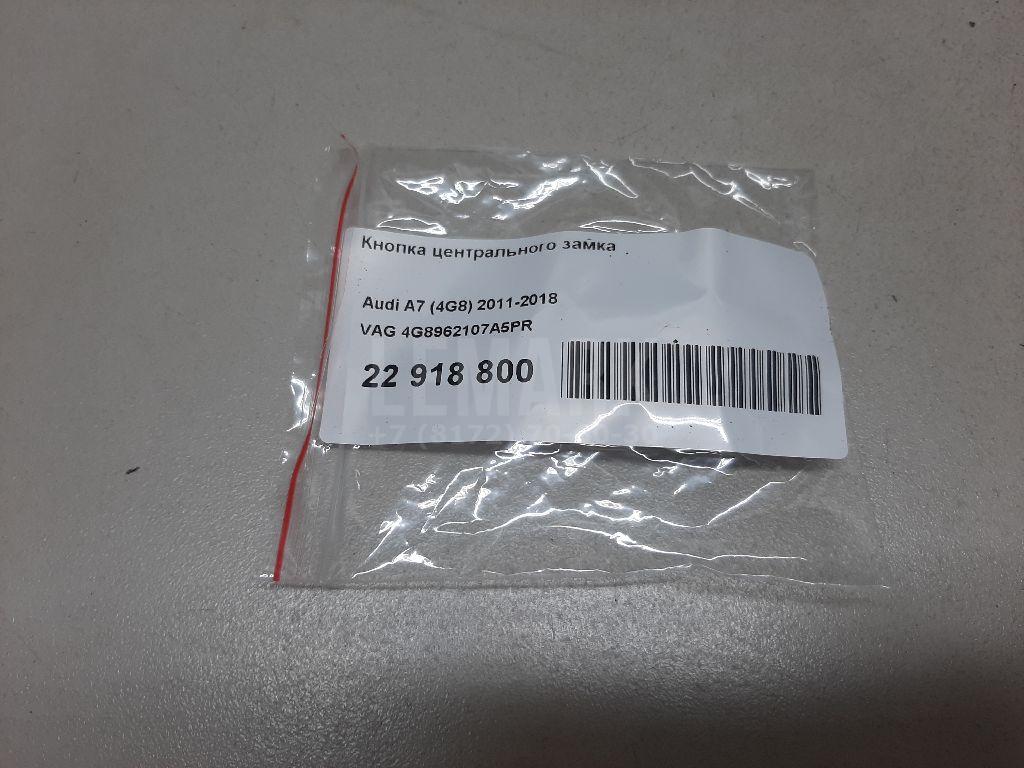 Кнопка центрального замка
Audi A7 (4G8) 2011-2018
VAG 4G8962107A5PR
22 918 800